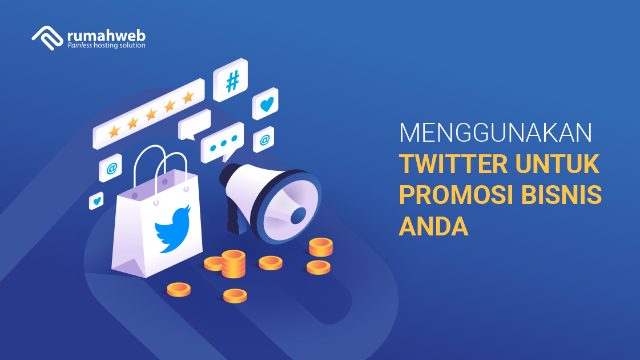 rumahweb
Painless hosting solution
#
@
@
MENGGUNAKAN
TWITTER UNTUK
PROMOSI BISNIS
ANDA